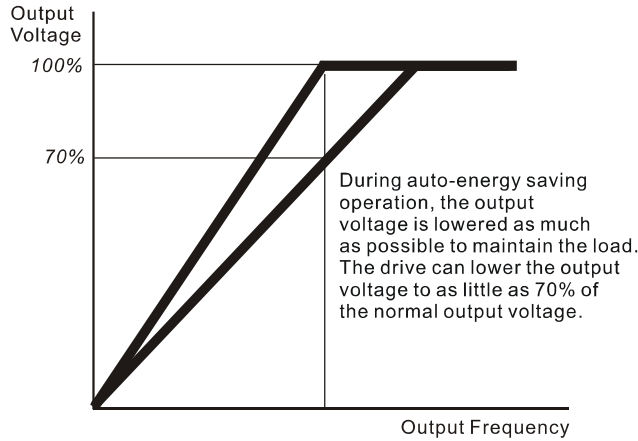 Output
Voltage
100%
70%
During auto-energy saving
operation, the output
voltage is lowered as much
as possible to maintain the load.
The drive can lower the output
voltage to as little as 70% of
the normal output voltage.
Output Frequency